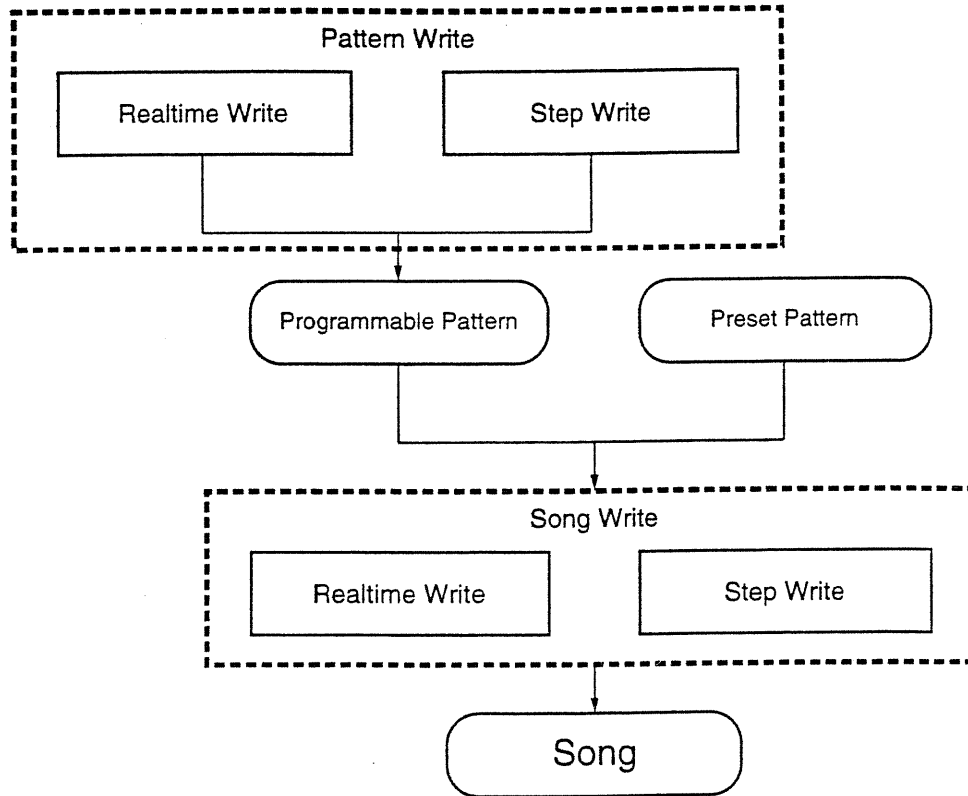 Pattern Write
Realtime Write
Step Write
Programmable Pattern
Preset Pattern
Song Write
Realtime Write
Step Write
Song